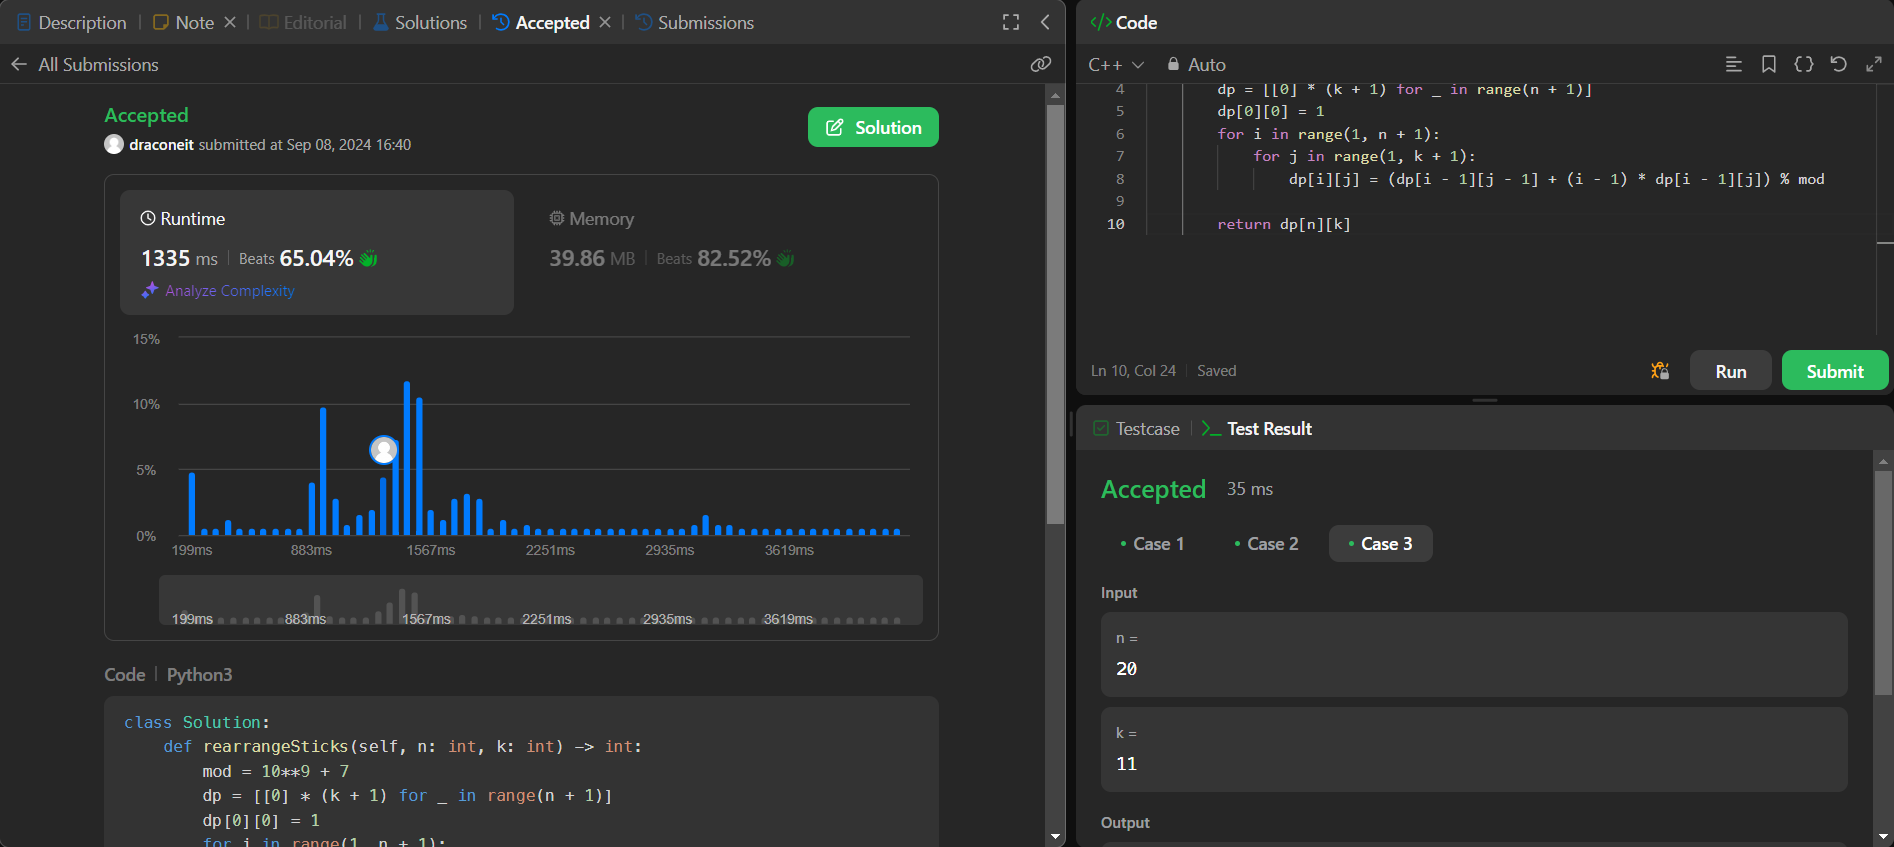 Description
Note
Editorial
Solutions
Accepted
Submissions
All Submissions
Accepted
draconeit submitted at Sep 08, 2024 16:40
Solution
Runtime
1335 ms | Beats 65.04%
Analyze Complexity
Memory
39.86 MB | Beats 82.52%
15%
10%
5%
0%
199ms 883ms 1567ms 2251ms 2935ms 3619ms
199ms 883ms 1567ms 2251ms 2935ms 3619ms
Code | Python3
class Solution:
    def rearrangeSticks(self, n: int, k: int) -> int:
        mod = 10**9 + 7
        dp = [[0] * (k + 1) for _ in range(n + 1)]
        dp[0][0] = 1
        for i in range(1, n + 1):
</> Code
C++
Auto
4 dp = [[0] * (k + 1) for _ in range(n + 1)]
5 dp[0][0] = 1
6 for i in range(1, n + 1):
7     for j in range(1, k + 1):
8         dp[i][j] = (dp[i - 1][j - 1] + (i - 1) * dp[i - 1][j]) % mod
9
10 return dp[n][k]
Ln 10, Col 24 | Saved
Run
Submit
Testcase
Test Result
Accepted 35 ms
Case 1
Case 2
Case 3
Input
n =
20
k =
11
Output